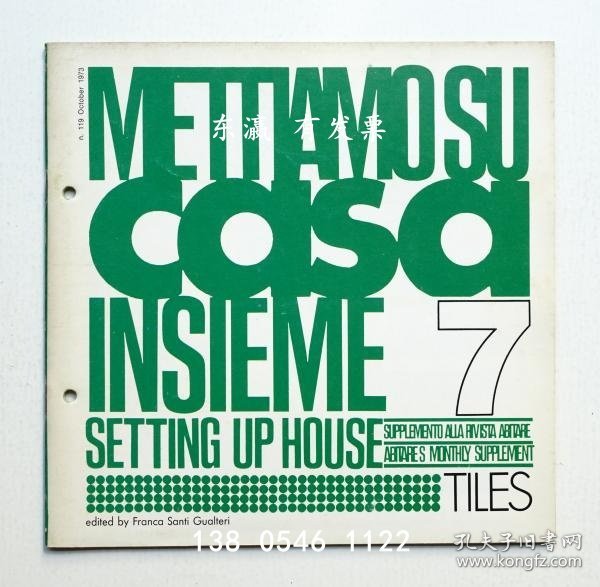 n. 119 October 1973
METTIAMO SU
casa
INSIEME
7
SETTING UP HOUSE
SUPPLEMENTO ALLA RIVISTA ABITARE
ABITARE'S MONTHLY SUPPLEMENT
TILES
edited by Franca Santi Gualteri
东瀛 有发票
138 0546 1122
孔夫子旧书网
kongfz.com